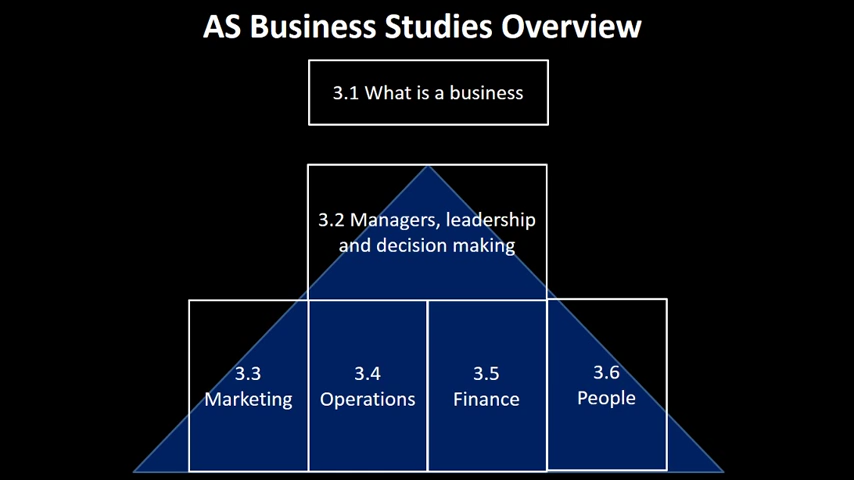 AS Business Studies Overview
3.1 What is a business
3.2 Managers, leadership
and decision making
3.3
Marketing
3.4
Operations
3.5
Finance
3.6
People